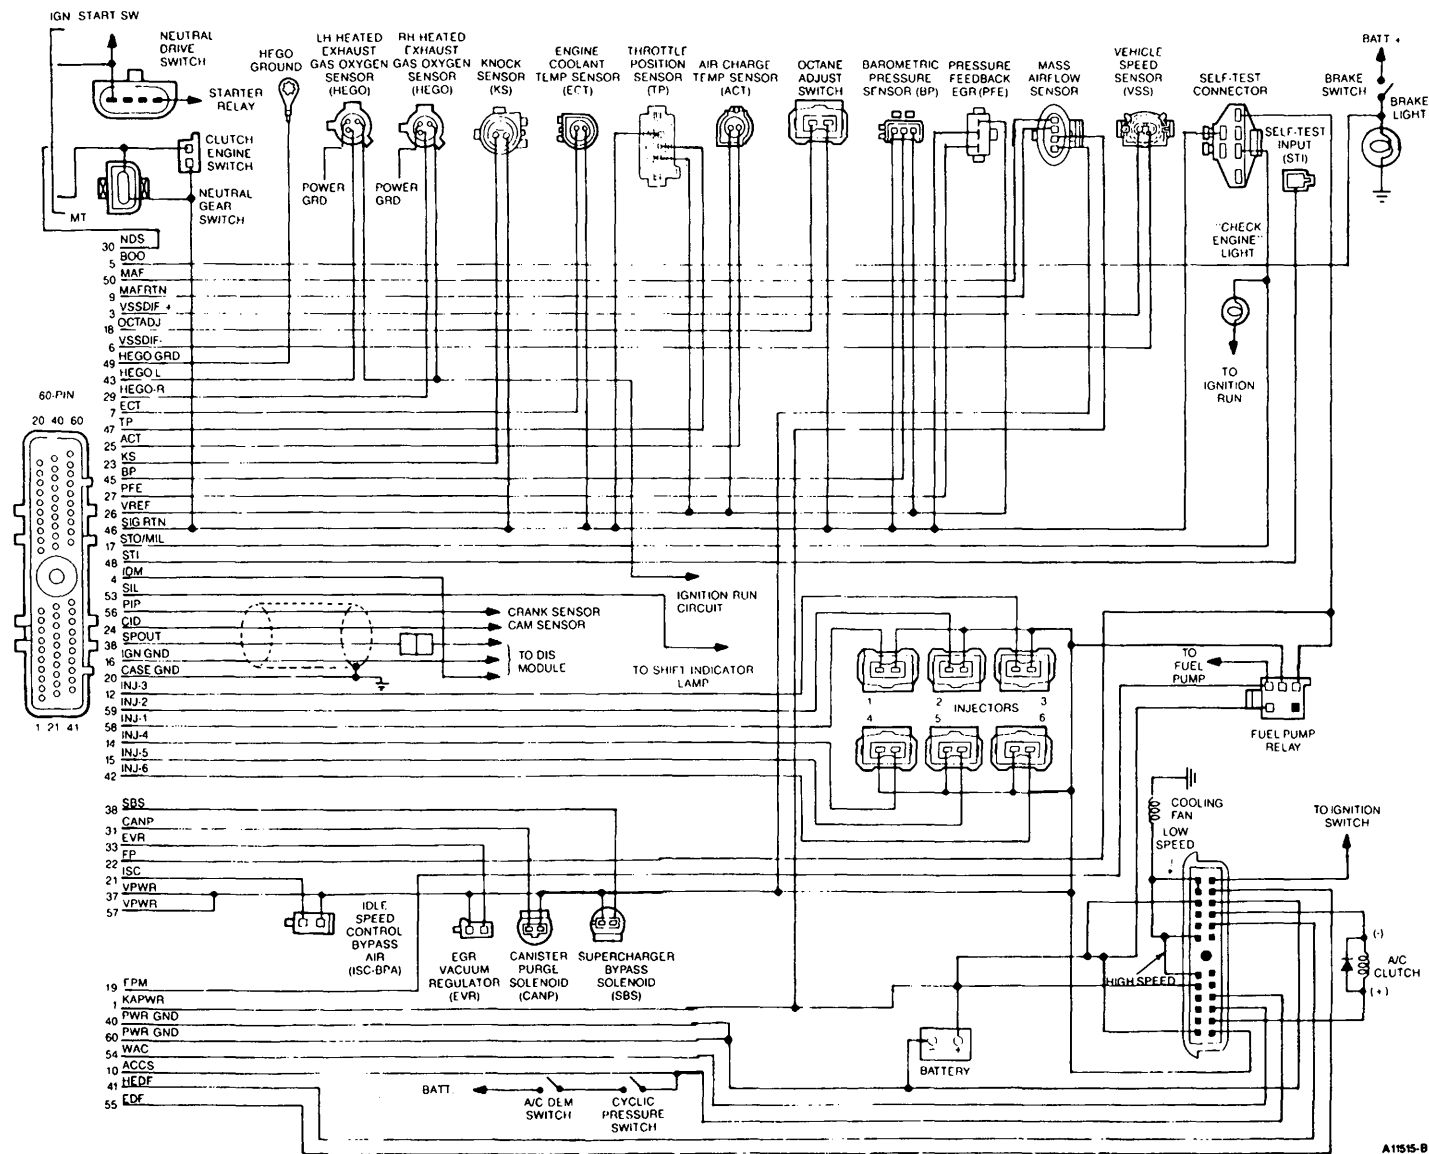 IGN START SW
NEUTRAL
DRIVE
SWITCH
STARTER
RELAY
CLUTCH
ENGINE
SWITCH
NEUTRAL
GEAR
SWITCH
MT
HEGO
GROUND
LH HEATED
EXHAUST
GAS OXYGEN
SENSOR
(HEGO)
POWER
GRD
RH HEATED
EXHAUST
GAS OXYGEN
SENSOR
(HEGO)
POWER
GRD
KNOCK
SENSOR
(KS)
ENGINE
COOLANT
TEMP SENSOR
(ECT)
THROTTLE
POSITION
SENSOR
(TP)
AIR CHARGE
TEMP SENSOR
(ACT)
OCTANE
ADJUST
SWITCH
BAROMETRIC
PRESSURE
SENSOR (BP)
PRESSURE
FEEDBACK
EGR (PFE)
MASS
AIRFLOW
SENSOR
VEHICLE
SPEED
SENSOR
(VSS)
SELF-TEST
CONNECTOR
SELF-TEST
INPUT
(STI)
BATT +
BRAKE
SWITCH
BRAKE
LIGHT
"CHECK
ENGINE"
LIGHT
TO
IGNITION
RUN
30 NDS
5 BOO
50 MAF
9 MAFRTN
3 VSSDIF +
18 OCTADJ
6 VSSDIF-
49 HEGO GRD
43 HEGO L
29 HEGO-R
7 ECT
47 TP
25 ACT
23 KS
45 BP
27 PFE
26 VREF
46 SIG RTN
17 STO/MIL
48 STI
4 IDM
53 SIL
56 PIP
24 CID
38 SPOUT
16 IGN GND
20 CASE GND
12 INJ-3
59 INJ-2
58 INJ-1
14 INJ-4
15 INJ-5
42 INJ-6
38 SBS
31 CANP
33 EVR
22 FP
21 ISC
37 VPWR
57 VPWR
19 FPM
1 KAPWR
40 PWR GND
60 PWR GND
54 WAC
10 ACCS
41 HEDF
55 EDF
60-PIN
20 40 60
1 21 41
IGNITION RUN
CIRCUIT
CRANK SENSOR
CAM SENSOR
TO DIS
MODULE
TO SHIFT INDICATOR
LAMP
1 2 3
INJECTORS
4 5 6
TO
FUEL
PUMP
FUEL PUMP
RELAY
COOLING
FAN
LOW
SPEED
TO IGNITION
SWITCH
HIGH SPEED
(-)
A/C
CLUTCH
(+)
IDLE
SPEED
CONTROL
BYPASS
AIR
(ISC-BPA)
EGR
VACUUM
REGULATOR
(EVR)
CANISTER
PURGE
SOLENOID
(CANP)
SUPERCHARGER
BYPASS
SOLENOID
(SBS)
- +
BATTERY
BATT
A/C DEM
SWITCH
CYCLIC
PRESSURE
SWITCH
A11515-B